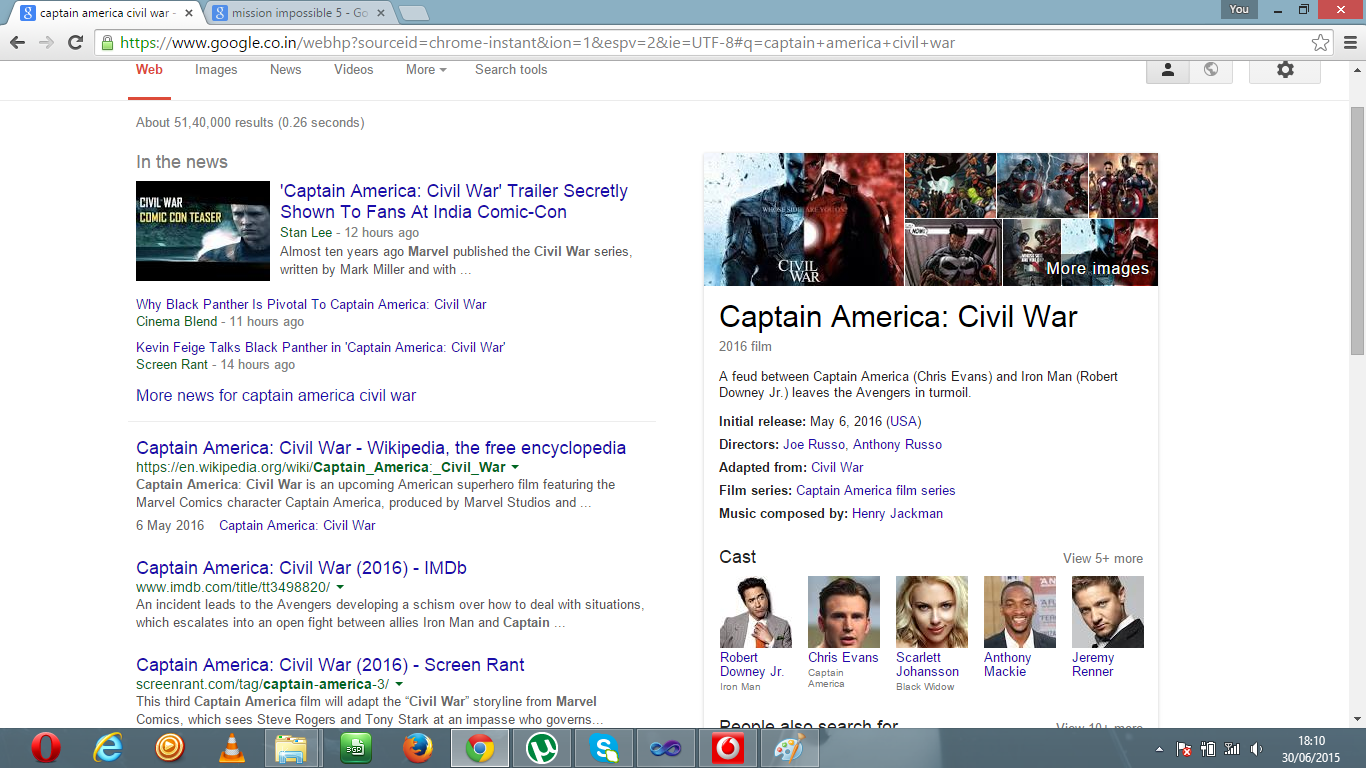 captain america civil war -
mission impossible 5 - Go
You
https://www.google.co.in/webhp?sourceid=chrome-instant&ion=1&espv=2&ie=UTF-8#q=captain+america+civil+war
Web Images News Videos More Search tools
About 51,40,000 results (0.26 seconds)
In the news
CIVIL WAR
COMIC CON TEASER
'Captain America: Civil War' Trailer Secretly
Shown To Fans At India Comic-Con
Stan Lee - 12 hours ago
Almost ten years ago Marvel published the Civil War series,
written by Mark Miller and with ...
Why Black Panther Is Pivotal To Captain America: Civil War
Cinema Blend - 11 hours ago
Kevin Feige Talks Black Panther in 'Captain America: Civil War'
Screen Rant - 14 hours ago
More news for captain america civil war
Captain America: Civil War - Wikipedia, the free encyclopedia
https://en.wikipedia.org/wiki/Captain_America:_Civil_War
Captain America: Civil War is an upcoming American superhero film featuring the
Marvel Comics character Captain America, produced by Marvel Studios and ...
6 May 2016 Captain America: Civil War
Captain America: Civil War (2016) - IMDb
www.imdb.com/title/tt3498820/
An incident leads to the Avengers developing a schism over how to deal with situations,
which escalates into an open fight between allies Iron Man and Captain ...
Captain America: Civil War (2016) - Screen Rant
screenrant.com/tag/captain-america-3/
This third Captain America film will adapt the “Civil War” storyline from Marvel
Comics, which sees Steve Rogers and Tony Stark at an impasse who governs...
WHOSE SIDE ARE YOU ON?
CIVIL
WAR
More images
Captain America: Civil War
2016 film
A feud between Captain America (Chris Evans) and Iron Man (Robert
Downey Jr.) leaves the Avengers in turmoil.
Initial release: May 6, 2016 (USA)
Directors: Joe Russo, Anthony Russo
Adapted from: Civil War
Film series: Captain America film series
Music composed by: Henry Jackman
Cast
View 5+ more
Robert
Downey Jr.
Iron Man
Chris Evans
Captain
America
Scarlett
Johansson
Black Widow
Anthony
Mackie
Jeremy
Renner
People also search for
View 10+ more
18:10
30/06/2015